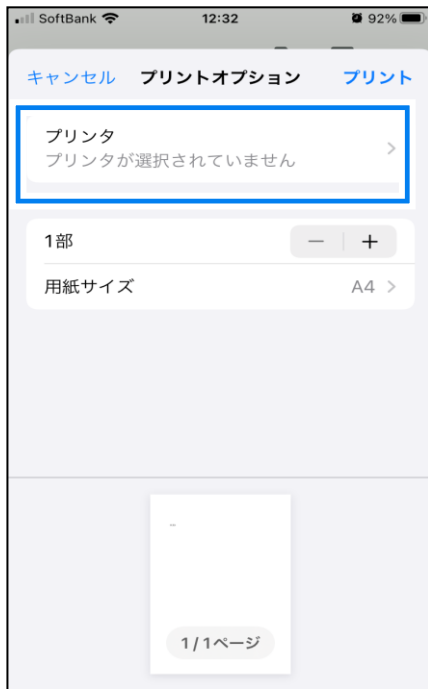 SoftBank 12:32 92%
キャンセル プリントオプション プリント
プリンタ
プリンタが選択されていません
1部 − +
用紙サイズ A4
1/1ページ